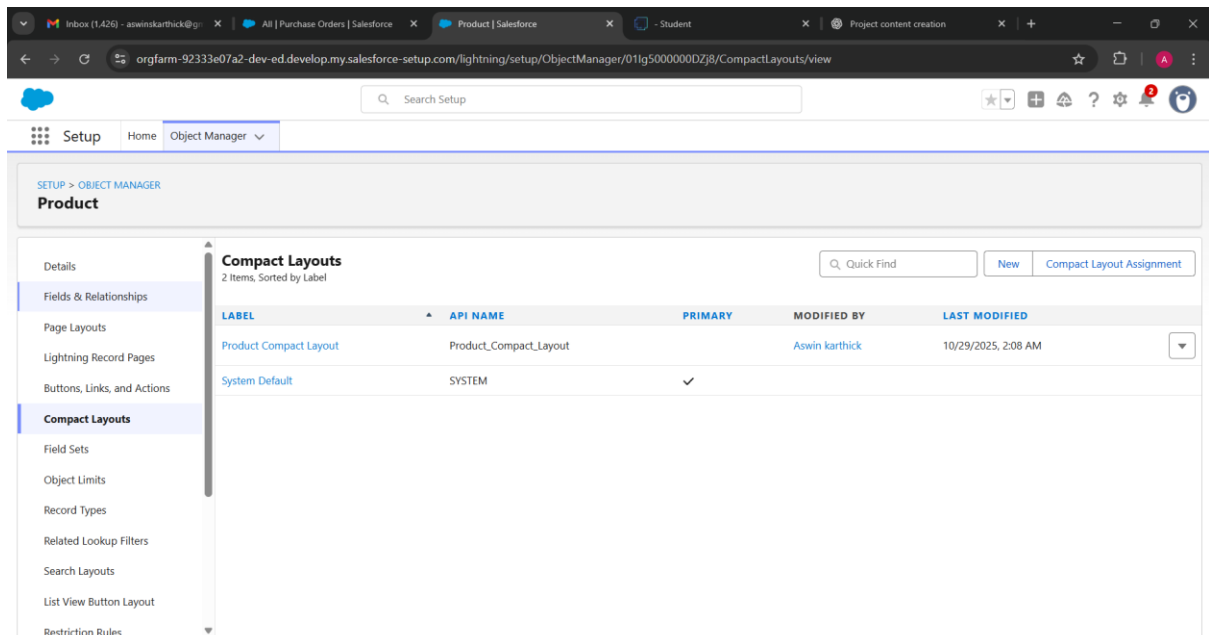 Inbox (1,426) - aswinskarthick@gn
All | Purchase Orders | Salesforce
Product | Salesforce
- Student
Project content creation
orgfarm-92333e07a2-dev-ed.develop.my.salesforce-setup.com/lightning/setup/ObjectManager/01Ig5000000DZj8/CompactLayouts/view
A
Search Setup
2
Setup
Home
Object Manager
SETUP > OBJECT MANAGER
Product
Details
Fields & Relationships
Page Layouts
Lightning Record Pages
Buttons, Links, and Actions
Compact Layouts
Field Sets
Object Limits
Record Types
Related Lookup Filters
Search Layouts
List View Button Layout
Restriction Rules
Compact Layouts
2 Items, Sorted by Label
Quick Find
New
Compact Layout Assignment
LABEL API NAME PRIMARY MODIFIED BY LAST MODIFIED
Product Compact Layout Product_Compact_Layout Aswin karthick 10/29/2025, 2:08 AM
System Default SYSTEM